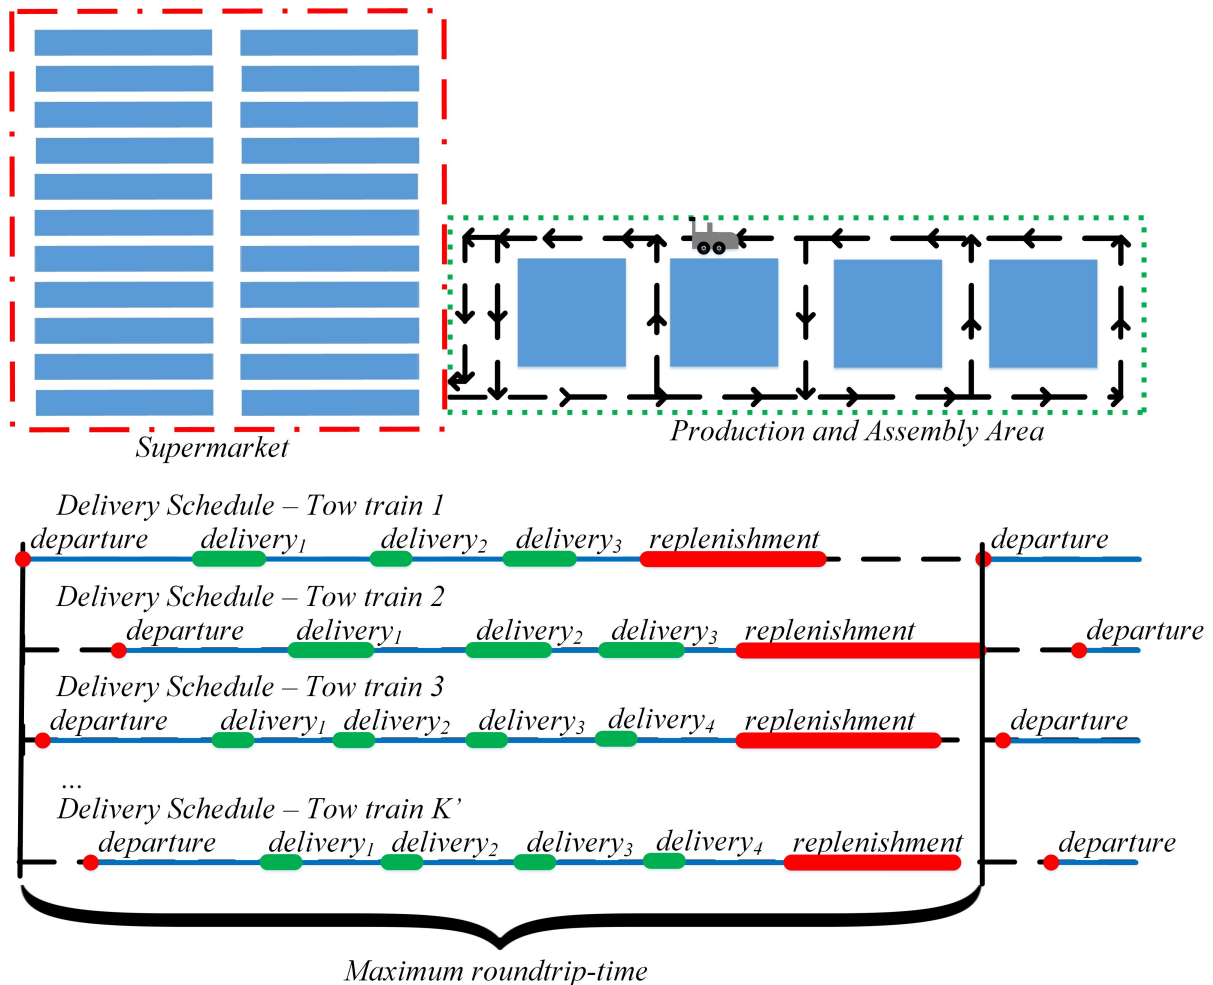 Supermarket
Production and Assembly Area
Delivery Schedule – Tow train 1
departure delivery₁ delivery₂ delivery₃ replenishment departure
Delivery Schedule – Tow train 2
departure delivery₁ delivery₂ delivery₃ replenishment departure
Delivery Schedule – Tow train 3
departure delivery₁ delivery₂ delivery₃ delivery₄ replenishment departure
...
Delivery Schedule – Tow train K’
departure delivery₁ delivery₂ delivery₃ delivery₄ replenishment departure
Maximum roundtrip-time